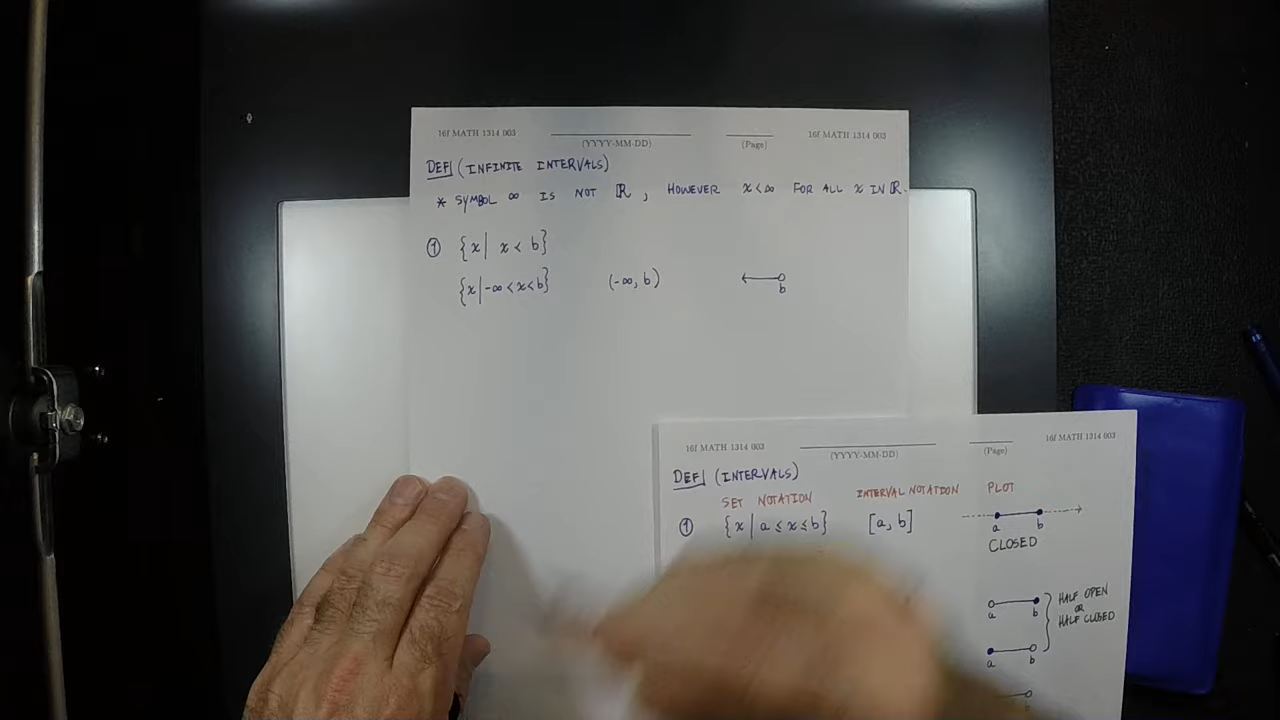 16f MATH 1314 003 (YYYY-MM-DD) (Page) 16f MATH 1314 003
DEF (INFINITE INTERVALS)
* SYMBOL ∞ IS NOT ℝ, HOWEVER x<∞ FOR ALL x IN ℝ.
① {x| x < b}
{x|-∞<x<b} (-∞, b) b
16f MATH 1314 003 (YYYY-MM-DD) (Page) 16f MATH 1314 003
DEF (INTERVALS)
SET NOTATION INTERVAL NOTATION PLOT
① {x | a ≤ x ≤ b} [a, b] a b
CLOSED
a b HALF OPEN
OR
HALF CLOSED
a b